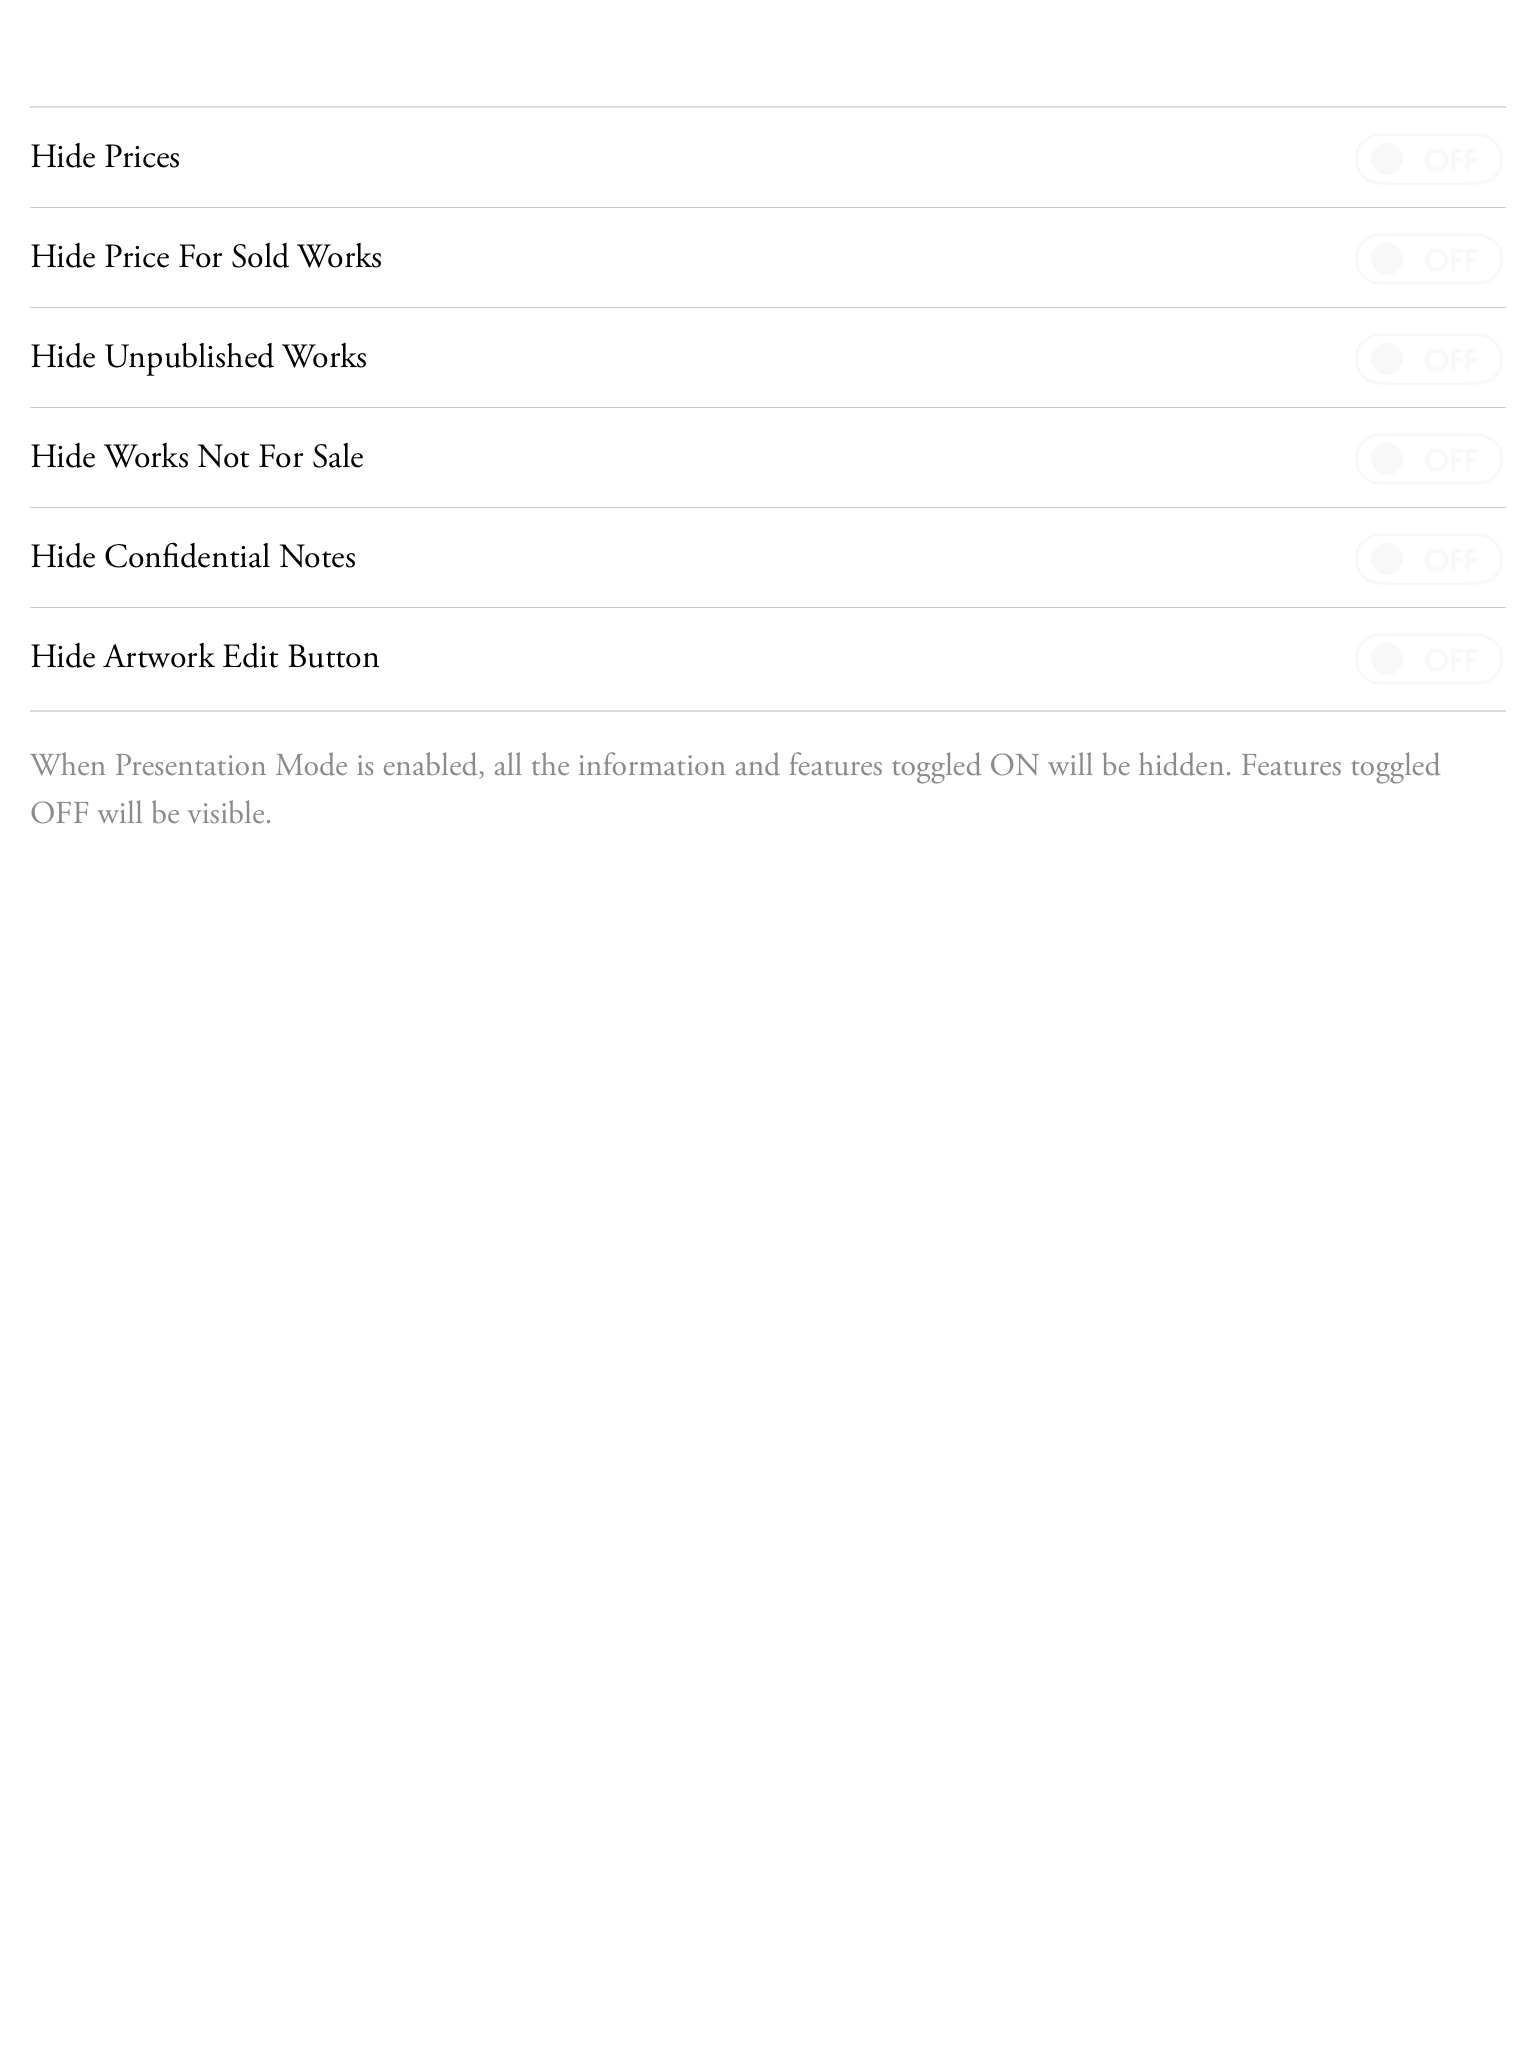 Hide Prices OFF
Hide Price For Sold Works OFF
Hide Unpublished Works OFF
Hide Works Not For Sale OFF
Hide Confidential Notes OFF
Hide Artwork Edit Button OFF
When Presentation Mode is enabled, all the information and features toggled ON will be hidden. Features toggled
OFF will be visible.